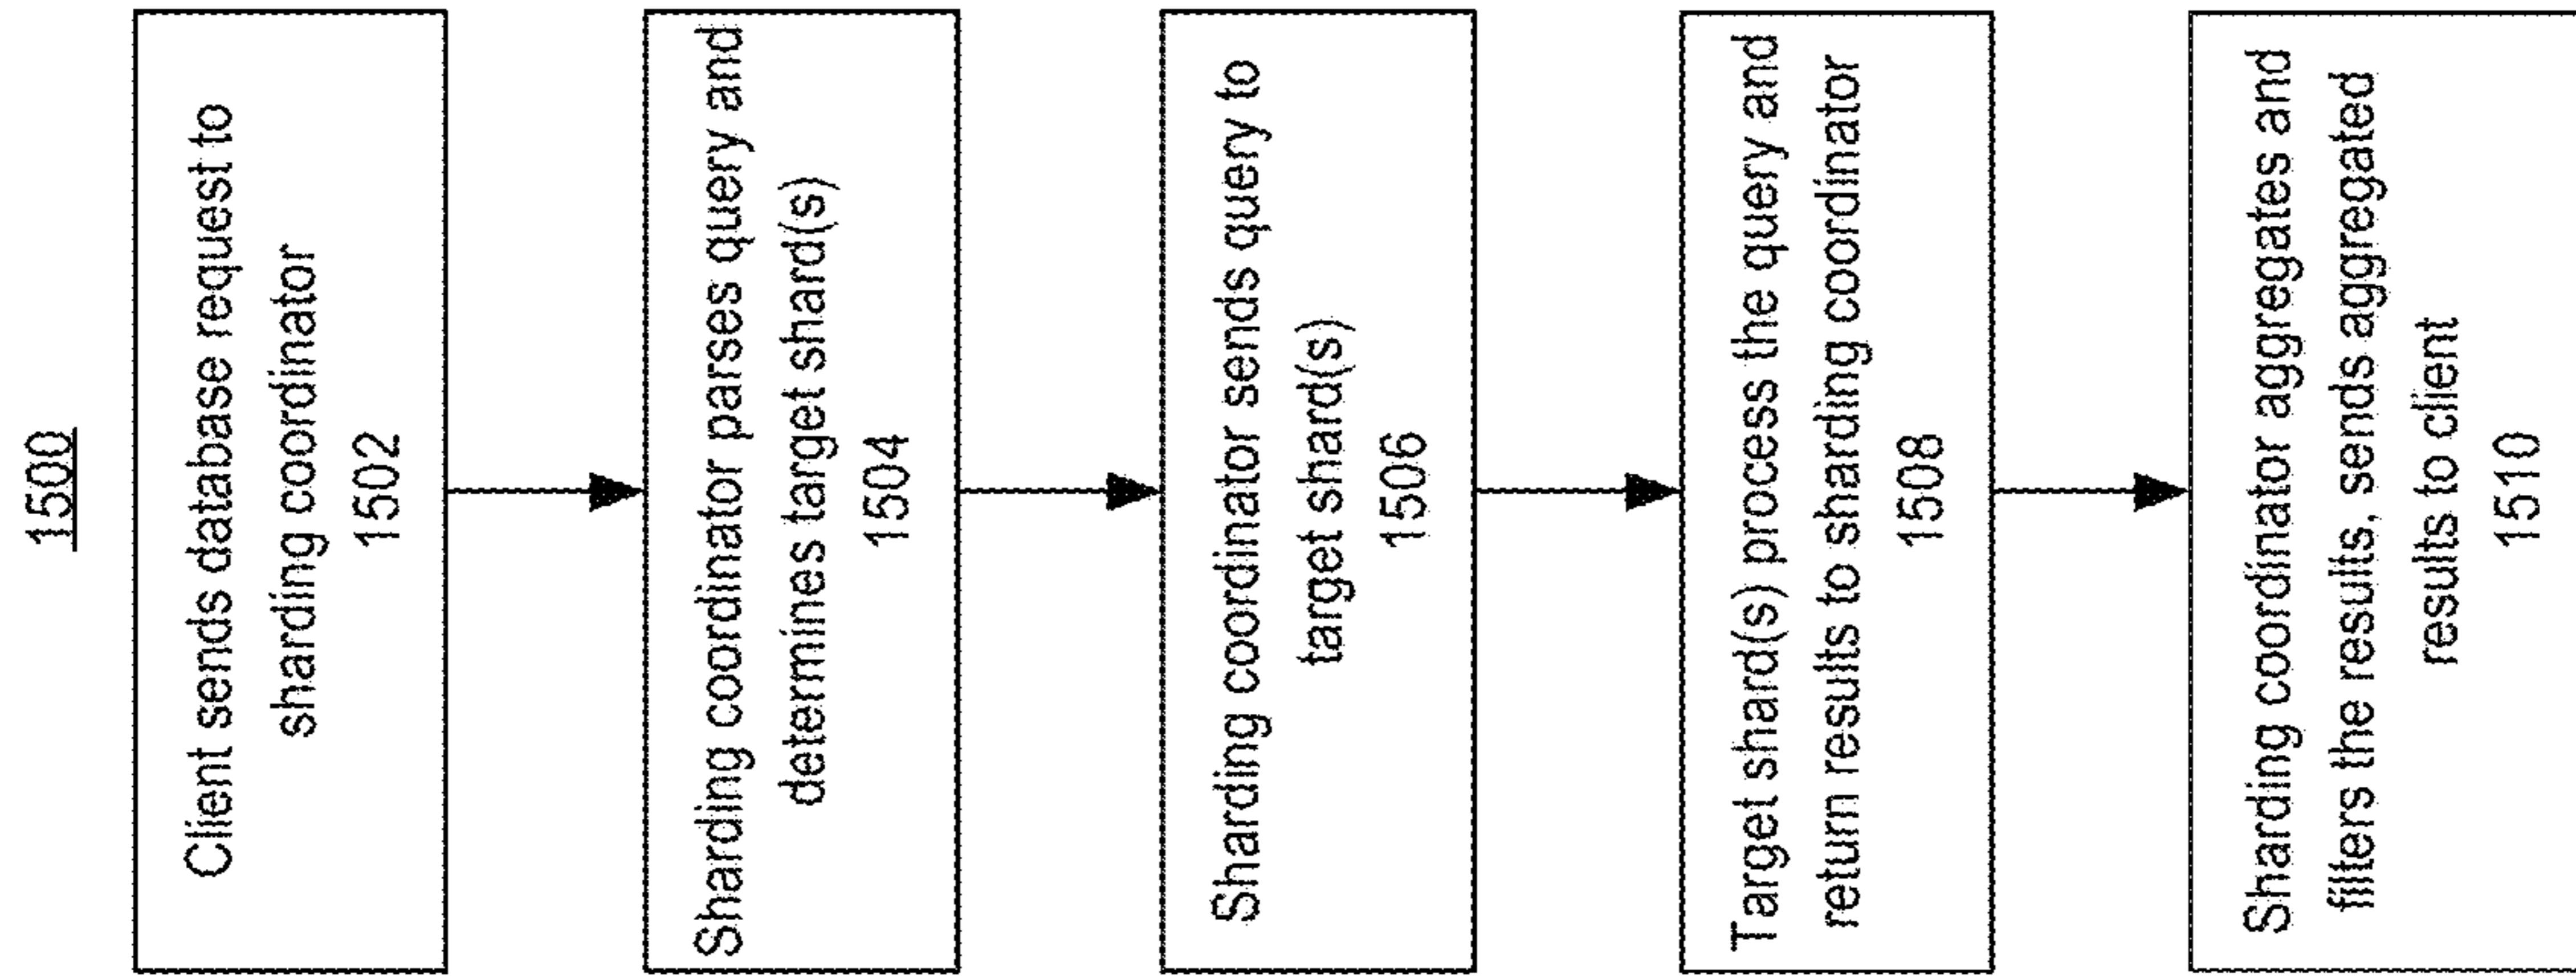 1500
Client sends database request to
sharding coordinator
1502
Sharding coordinator parses query and
determines target shard(s)
1504
Sharding coordinator sends query to
target shard(s)
1506
Target shard(s) process the query and
return results to sharding coordinator
1508
Sharding coordinator aggregates and
filters the results, sends aggregated
results to client
1510